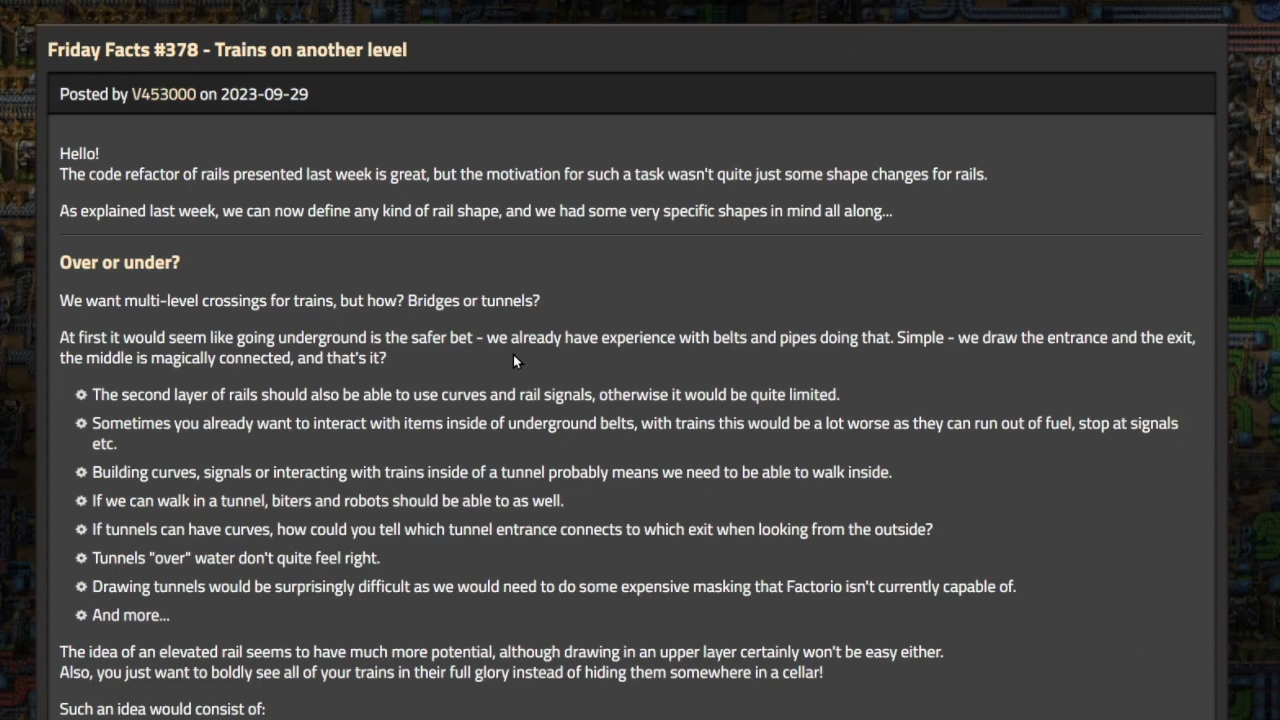 Friday Facts #378 - Trains on another level
Posted by V453000 on 2023-09-29
Hello!
The code refactor of rails presented last week is great, but the motivation for such a task wasn't quite just some shape changes for rails.
As explained last week, we can now define any kind of rail shape, and we had some very specific shapes in mind all along...
Over or under?
We want multi-level crossings for trains, but how? Bridges or tunnels?
At first it would seem like going underground is the safer bet - we already have experience with belts and pipes doing that. Simple - we draw the entrance and the exit,
the middle is magically connected, and that's it?
The second layer of rails should also be able to use curves and rail signals, otherwise it would be quite limited.
Sometimes you already want to interact with items inside of underground belts, with trains this would be a lot worse as they can run out of fuel, stop at signals
etc.
Building curves, signals or interacting with trains inside of a tunnel probably means we need to be able to walk inside.
If we can walk in a tunnel, biters and robots should be able to as well.
If tunnels can have curves, how could you tell which tunnel entrance connects to which exit when looking from the outside?
Tunnels "over" water don't quite feel right.
Drawing tunnels would be surprisingly difficult as we would need to do some expensive masking that Factorio isn't currently capable of.
And more...
The idea of an elevated rail seems to have much more potential, although drawing in an upper layer certainly won't be easy either.
Also, you just want to boldly see all of your trains in their full glory instead of hiding them somewhere in a cellar!
Such an idea would consist of: